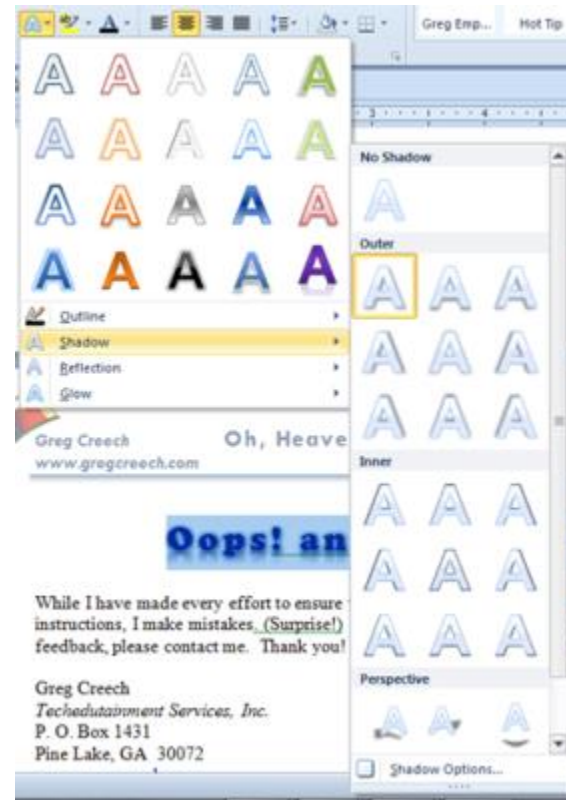 Greg Emp... Hot Tip
No Shadow
Outer
Outline
Shadow
Reflection
Glow
Inner
Perspective
Shadow Options...
Greg Creech Oh, Heave
www.gregcreech.com
Oops! an
While I have made every effort to ensure
instructions, I make mistakes. (Surprise!)
feedback, please contact me. Thank you!
Greg Creech
Techedutainment Services, Inc.
P. O. Box 1431
Pine Lake, GA 30072